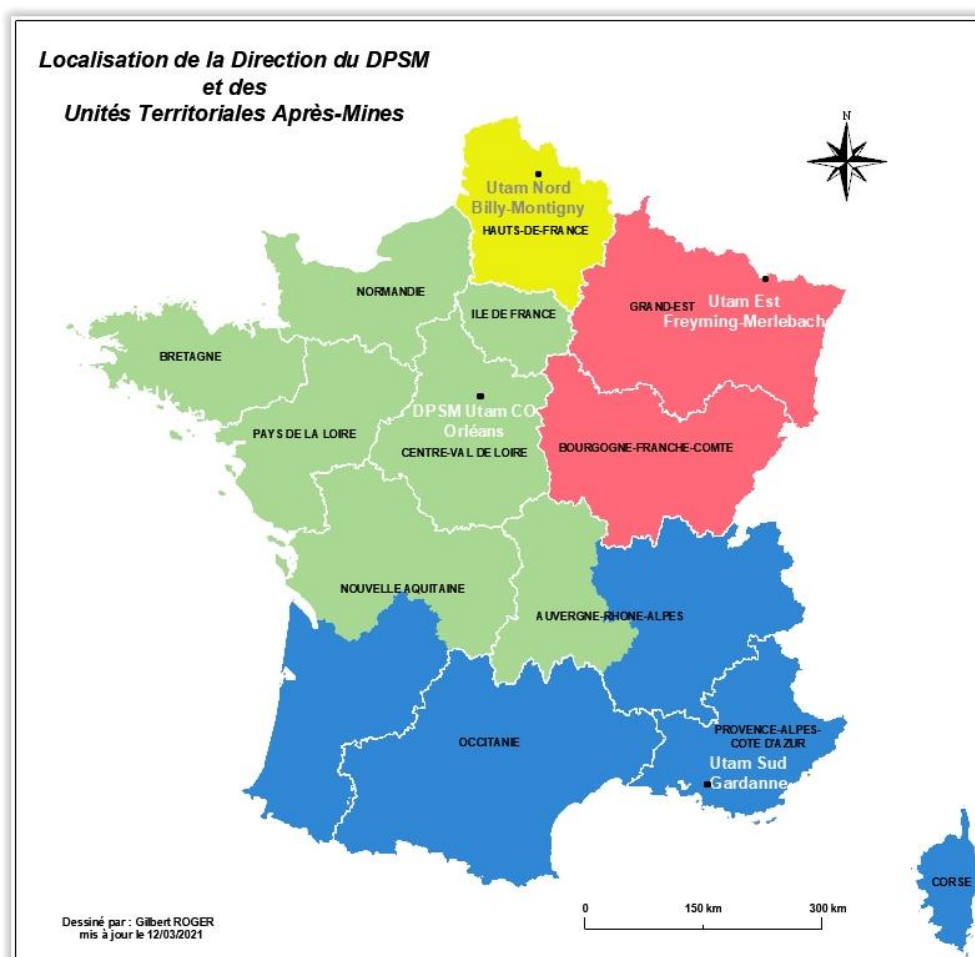 Localisation de la Direction du DPSM
et des
Unités Territoriales Après-Mines
N
Utam Nord
Billy-Montigny
HAUTS-DE-FRANCE
NORMANDIE
ILE DE FRANCE
GRAND-EST
Utam Est
Freyming-Merlebach
BRETAGNE
DPSM Utam CO
Orléans
PAYS DE LA LOIRE
CENTRE-VAL DE LOIRE
BOURGOGNE-FRANCHE-COMTE
NOUVELLE AQUITAINE
AUVERGNE-RHONE-ALPES
OCCITANIE
PROVENCE-ALPES-
COTE D'AZUR
Utam Sud
Gardanne
CORSE
Dessiné par : Gilbert ROGER
mis à jour le 12/03/2021
0 150 km 300 km